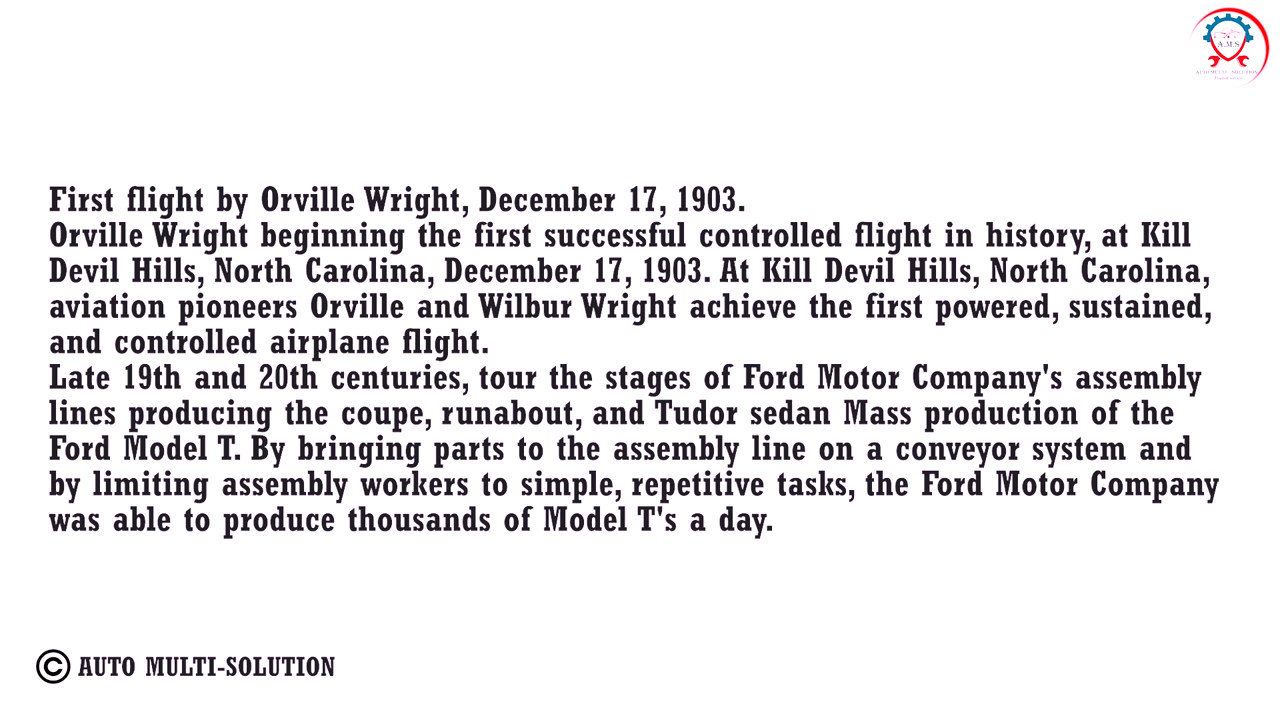 A.M.S
AUTO MULTI - SOLUTION
First flight by Orville Wright, December 17, 1903.
Orville Wright beginning the first successful controlled flight in history, at Kill
Devil Hills, North Carolina, December 17, 1903. At Kill Devil Hills, North Carolina,
aviation pioneers Orville and Wilbur Wright achieve the first powered, sustained,
and controlled airplane flight.
Late 19th and 20th centuries, tour the stages of Ford Motor Company's assembly
lines producing the coupe, runabout, and Tudor sedan Mass production of the
Ford Model T. By bringing parts to the assembly line on a conveyor system and
by limiting assembly workers to simple, repetitive tasks, the Ford Motor Company
was able to produce thousands of Model T's a day.
© AUTO MULTI-SOLUTION